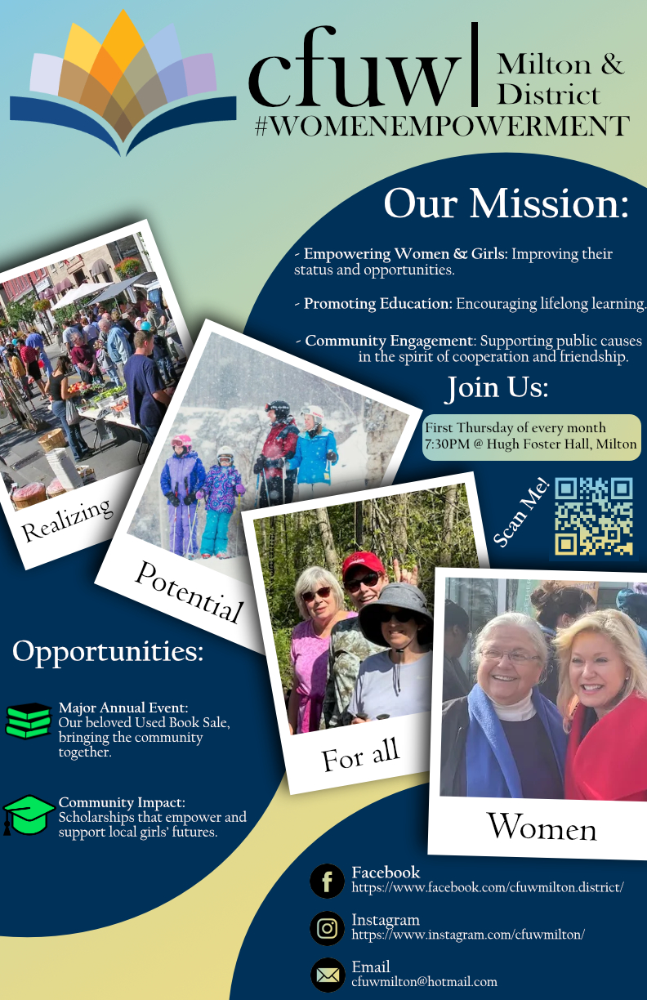 cfuw
Milton &
District
#WOMENEMPOWERMENT
Our Mission:
- Empowering Women & Girls: Improving their
status and opportunities.
- Promoting Education: Encouraging lifelong learning.
- Community Engagement: Supporting public causes
in the spirit of cooperation and friendship.
Join Us:
First Thursday of every month
7:30PM @ Hugh Foster Hall, Milton
Scan Me!
Realizing
Potential
For all
Women
Opportunities:
Major Annual Event:
Our beloved Used Book Sale,
bringing the community
together.
Community Impact:
Scholarships that empower and
support local girls' futures.
Facebook
https://www.facebook.com/cfuwmilton.district/
Instagram
https://www.instagram.com/cfuwmilton/
Email
cfuwmilton@hotmail.com